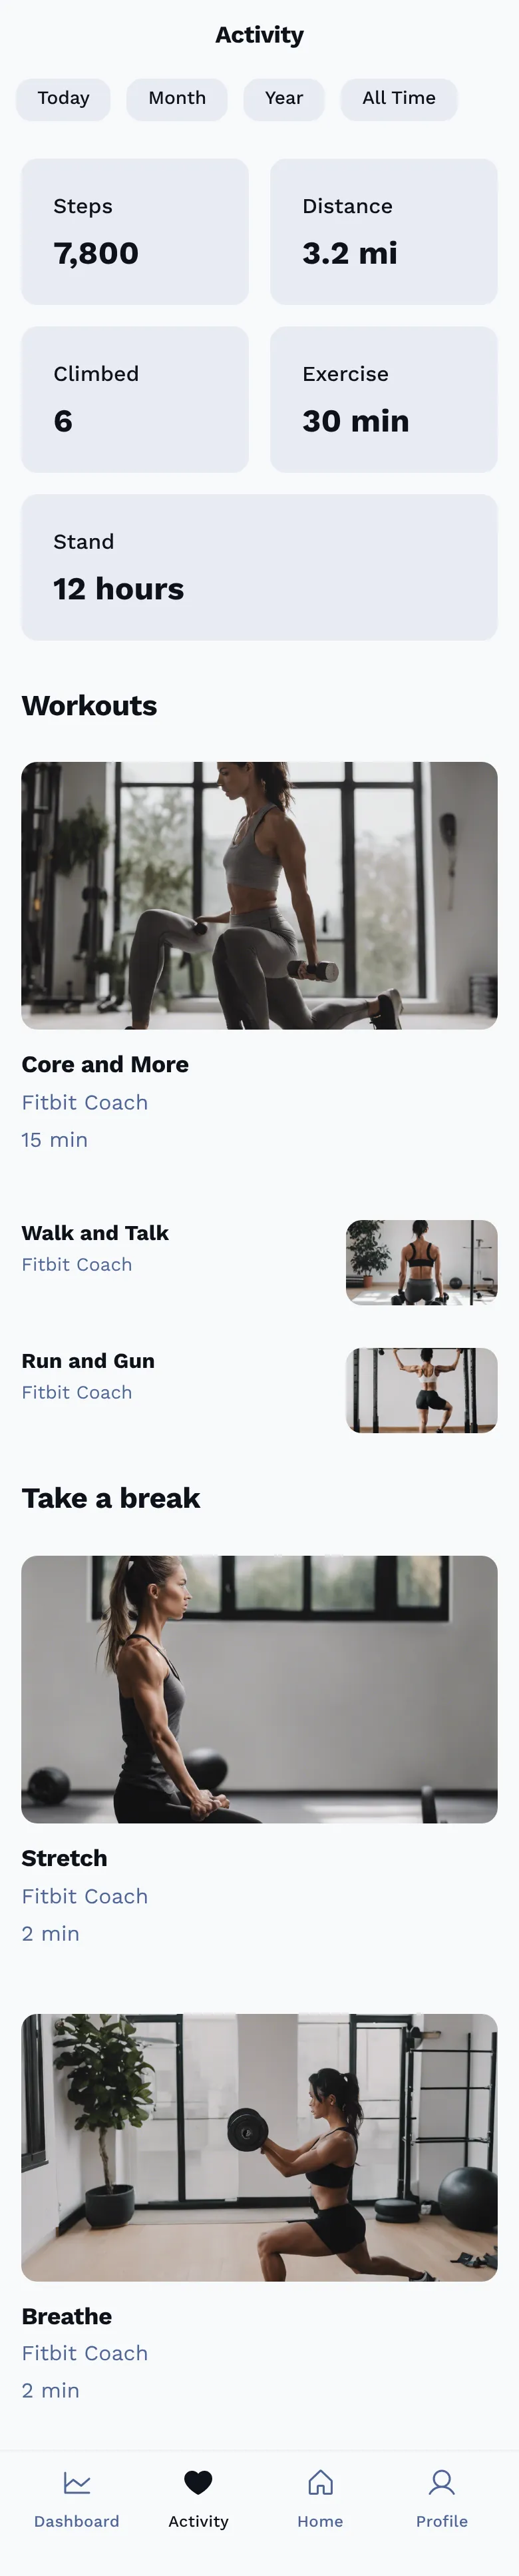 Activity
Today Month Year All Time
Steps Distance
7,800 3.2 mi
Climbed Exercise
6 30 min
Stand
12 hours
Workouts
Core and More
Fitbit Coach
15 min
Walk and Talk
Fitbit Coach
Run and Gun
Fitbit Coach
Take a break
Stretch
Fitbit Coach
2 min
Breathe
Fitbit Coach
2 min
Dashboard Activity Home Profile